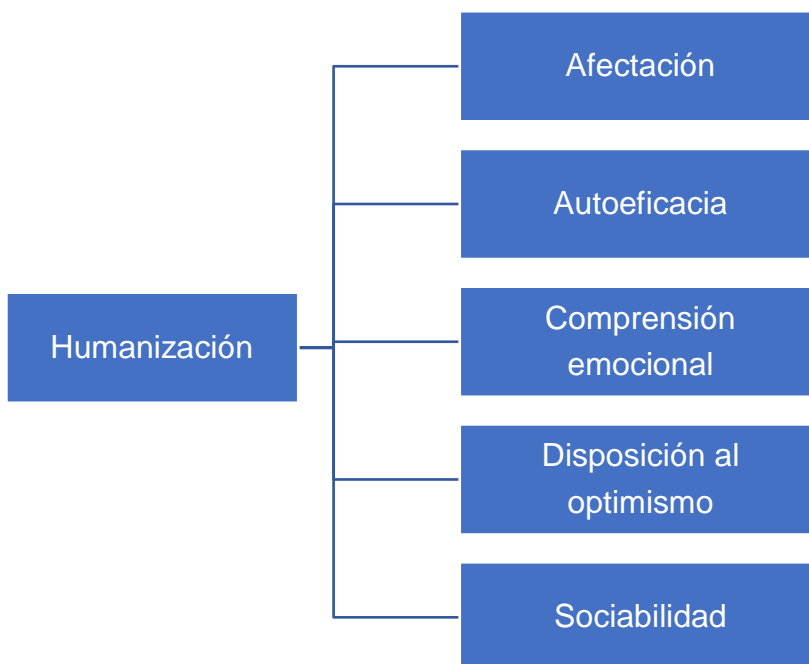 Afectación
Autoeficacia
Humanización
Comprensión
emocional
Disposición al
optimismo
Sociabilidad